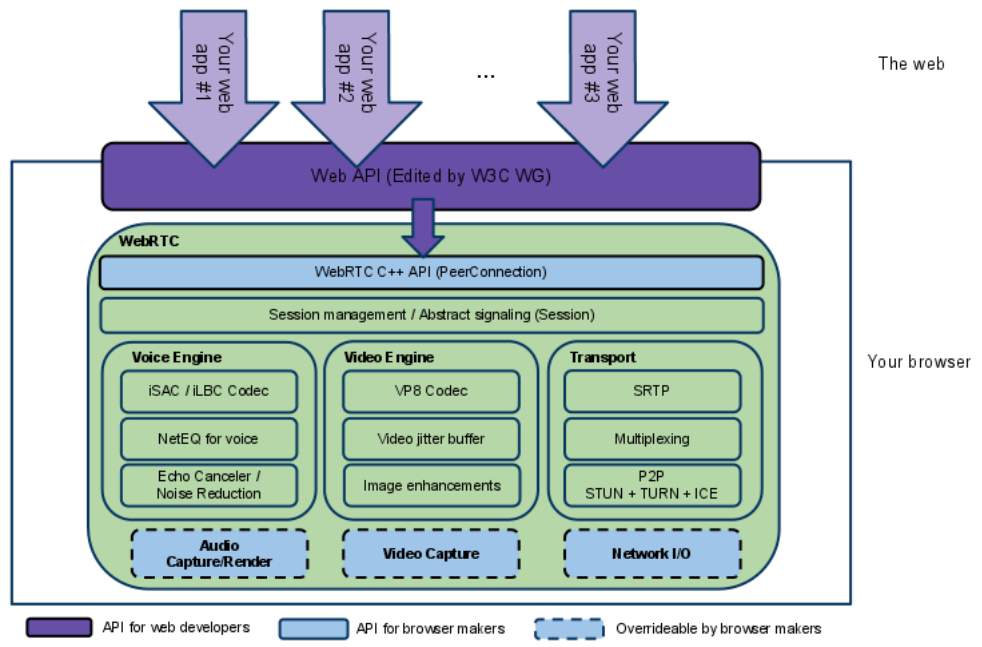 Your web
app #1
Your web
app #2
...
Your web
app #3
The web
Web API (Edited by W3C WG)
WebRTC
WebRTC C++ API (PeerConnection)
Session management / Abstract signaling (Session)
Your browser
Voice Engine
iSAC / iLBC Codec
NetEQ for voice
Echo Canceler /
Noise Reduction
Video Engine
VP8 Codec
Video jitter buffer
Image enhancements
Transport
SRTP
Multiplexing
P2P
STUN + TURN + ICE
Audio
Capture/Render
Video Capture
Network I/O
API for web developers
API for browser makers
Overrideable by browser makers